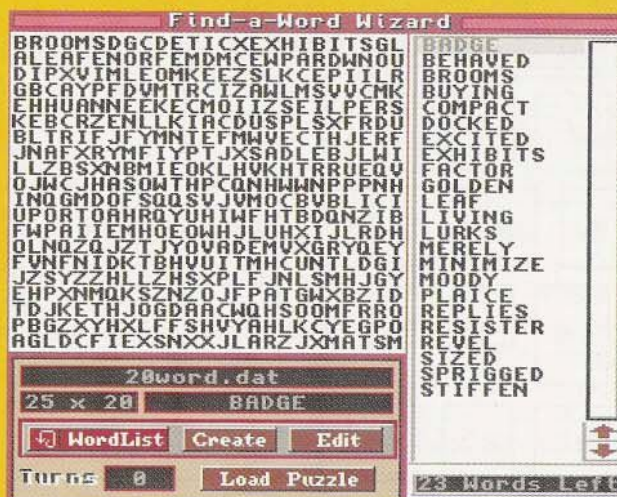 Find-a-Word Wizard
BROOMSDGCDETICXEXHIBITSGL
ALEAFENORFEMDMCEWPARDWNOU
DIPXVIMLEOMKEEZSLKCEPIILR
GBCAYPFDVMTRCIZAWLMSVVCMK
EHHUANNEEKECMOIIZSEILPERS
KEBCRZENLLKIACDUSPLSXFRDU
BLTRIFJFYMNTEFMWVECTHJERF
JNAFXRYMFIYPTJXSADLEBJLWI
LLZBSXNBMIEOKLHVKHTRRUEQV
OJWCJHASOWTHPCQNHWWNPPPNH
INQGMDOFSQQSVJVMOCBVBLICI
UPORTOAHRQYUHIWFHTBDQNZIB
FWPAIIEMHOEOWHJLUHXIJLRDH
OLNQZQJZTJYOVADEMVXGRYQEY
FVNFNIDKTBHVUITMHCUNTLDGI
JZSYZZHLLZHSXPLFJNLSMHJGY
EHPXNMQKSZNZOJFPATGWXBZID
TDJKETHJOGDAACWQHSOOMFRRO
PBGZXYHXLFFSHVYAHLKCYEGPO
AGLDCFIEXSNXXJLARZJXMATSM
BADGE
BEHAVED
BROOMS
BUYING
COMPACT
DOCKED
EXCITED
EXHIBITS
FACTOR
GOLDEN
LEAF
LIVING
LURKS
MERELY
MINIMIZE
MOODY
PLAICE
REPLIES
RESISTER
REVEL
SIZED
SPRIGGED
STIFFEN
20word.dat
25 x 20 BADGE
WordList Create Edit
Turns 0 Load Puzzle
23 Words Left